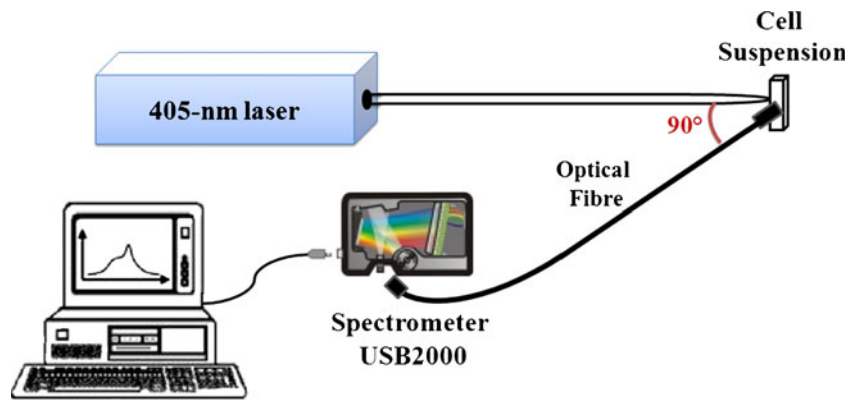 Cell
Suspension
405-nm laser
90°
Optical
Fibre
Spectrometer
USB2000